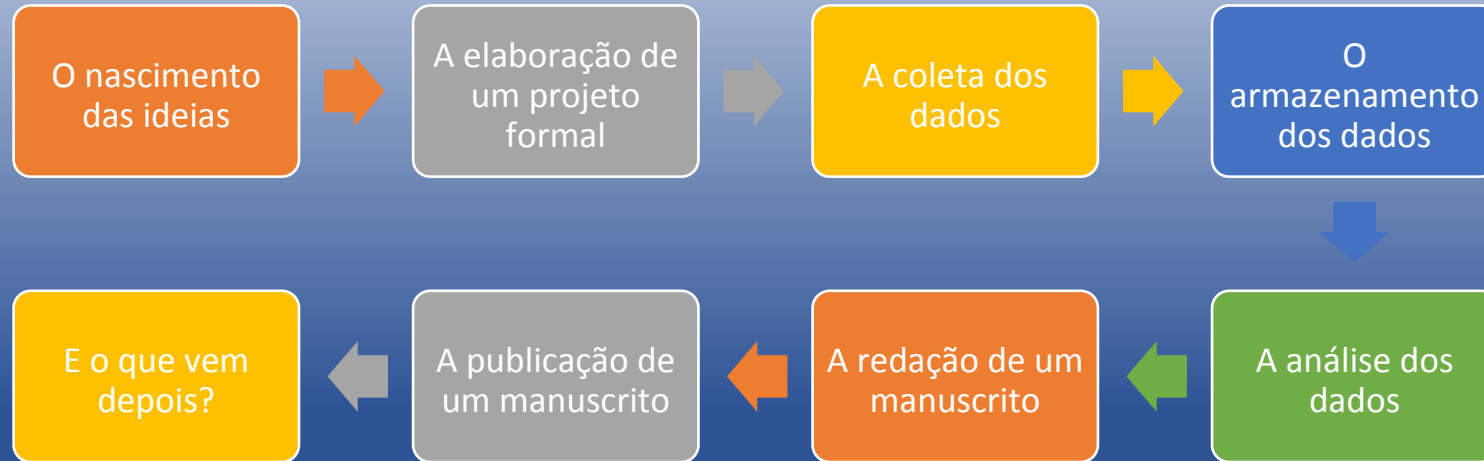 O nascimento
das ideias
A elaboração de
um projeto
formal
A coleta dos
dados
O
armazenamento
dos dados
A análise dos
dados
A redação de um
manuscrito
A publicação de
um manuscrito
E o que vem
depois?